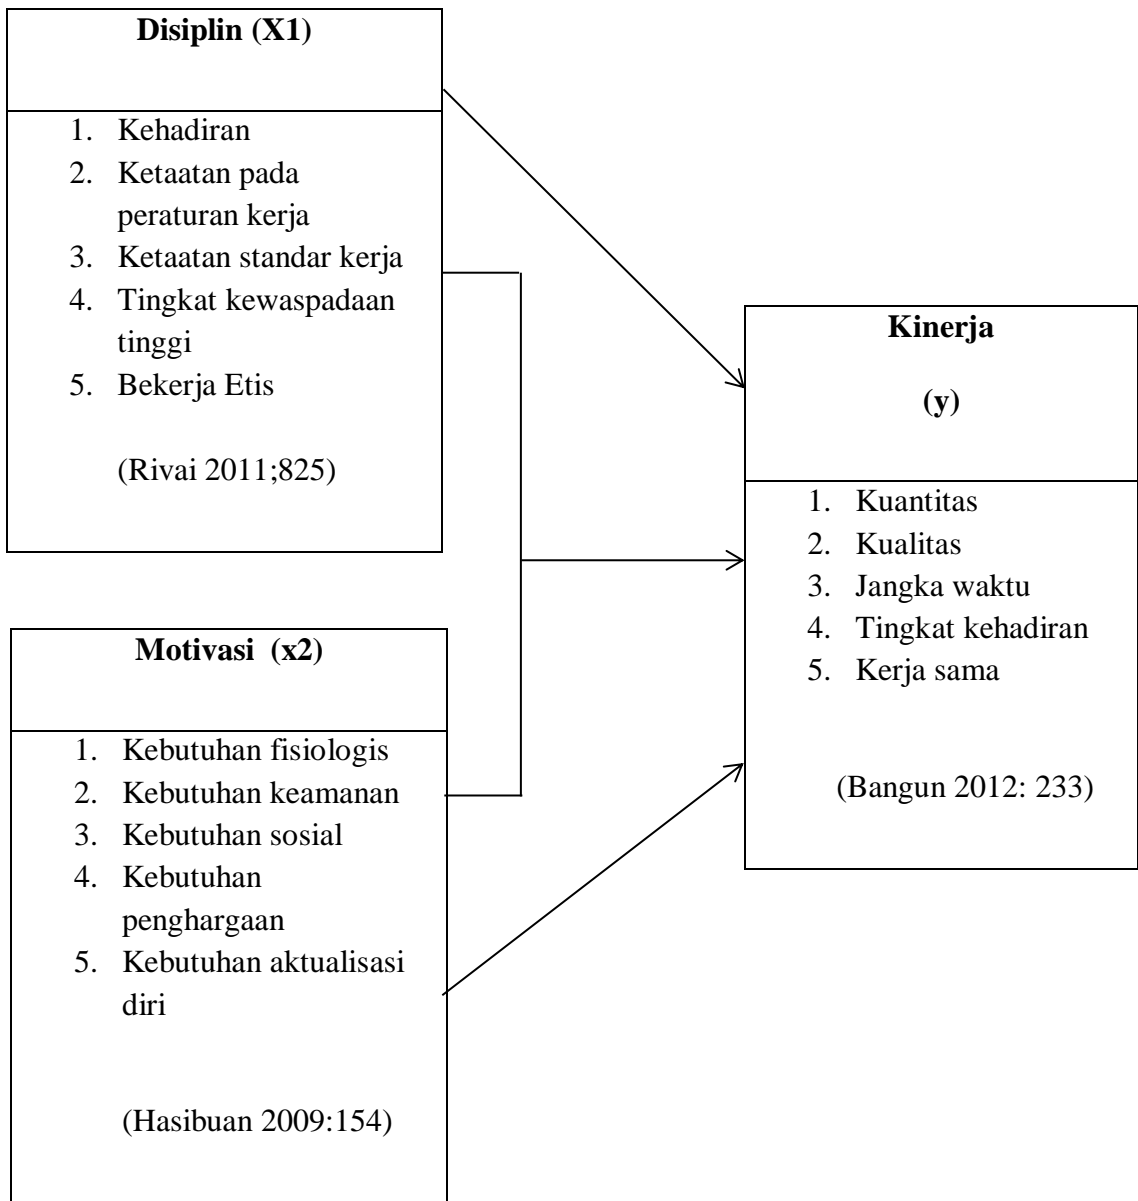 Disiplin (X1)
1. Kehadiran
2. Ketaatan pada
peraturan kerja
3. Ketaatan standar kerja
4. Tingkat kewaspadaan
tinggi
5. Bekerja Etis
(Rivai 2011;825)
Motivasi (x2)
1. Kebutuhan fisiologis
2. Kebutuhan keamanan
3. Kebutuhan sosial
4. Kebutuhan
penghargaan
5. Kebutuhan aktualisasi
diri
(Hasibuan 2009:154)
Kinerja
(y)
1. Kuantitas
2. Kualitas
3. Jangka waktu
4. Tingkat kehadiran
5. Kerja sama
(Bangun 2012: 233)